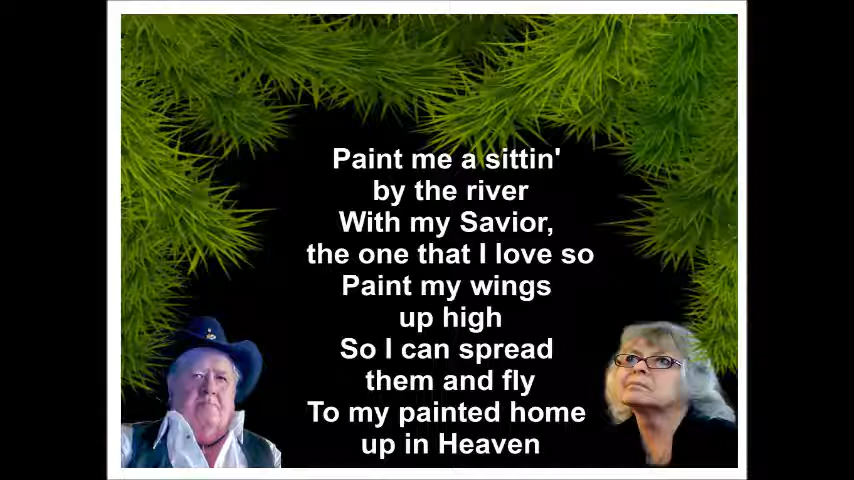 Paint me a sittin'
by the river
With my Savior,
the one that I love so
Paint my wings
up high
So I can spread
them and fly
To my painted home
up in Heaven